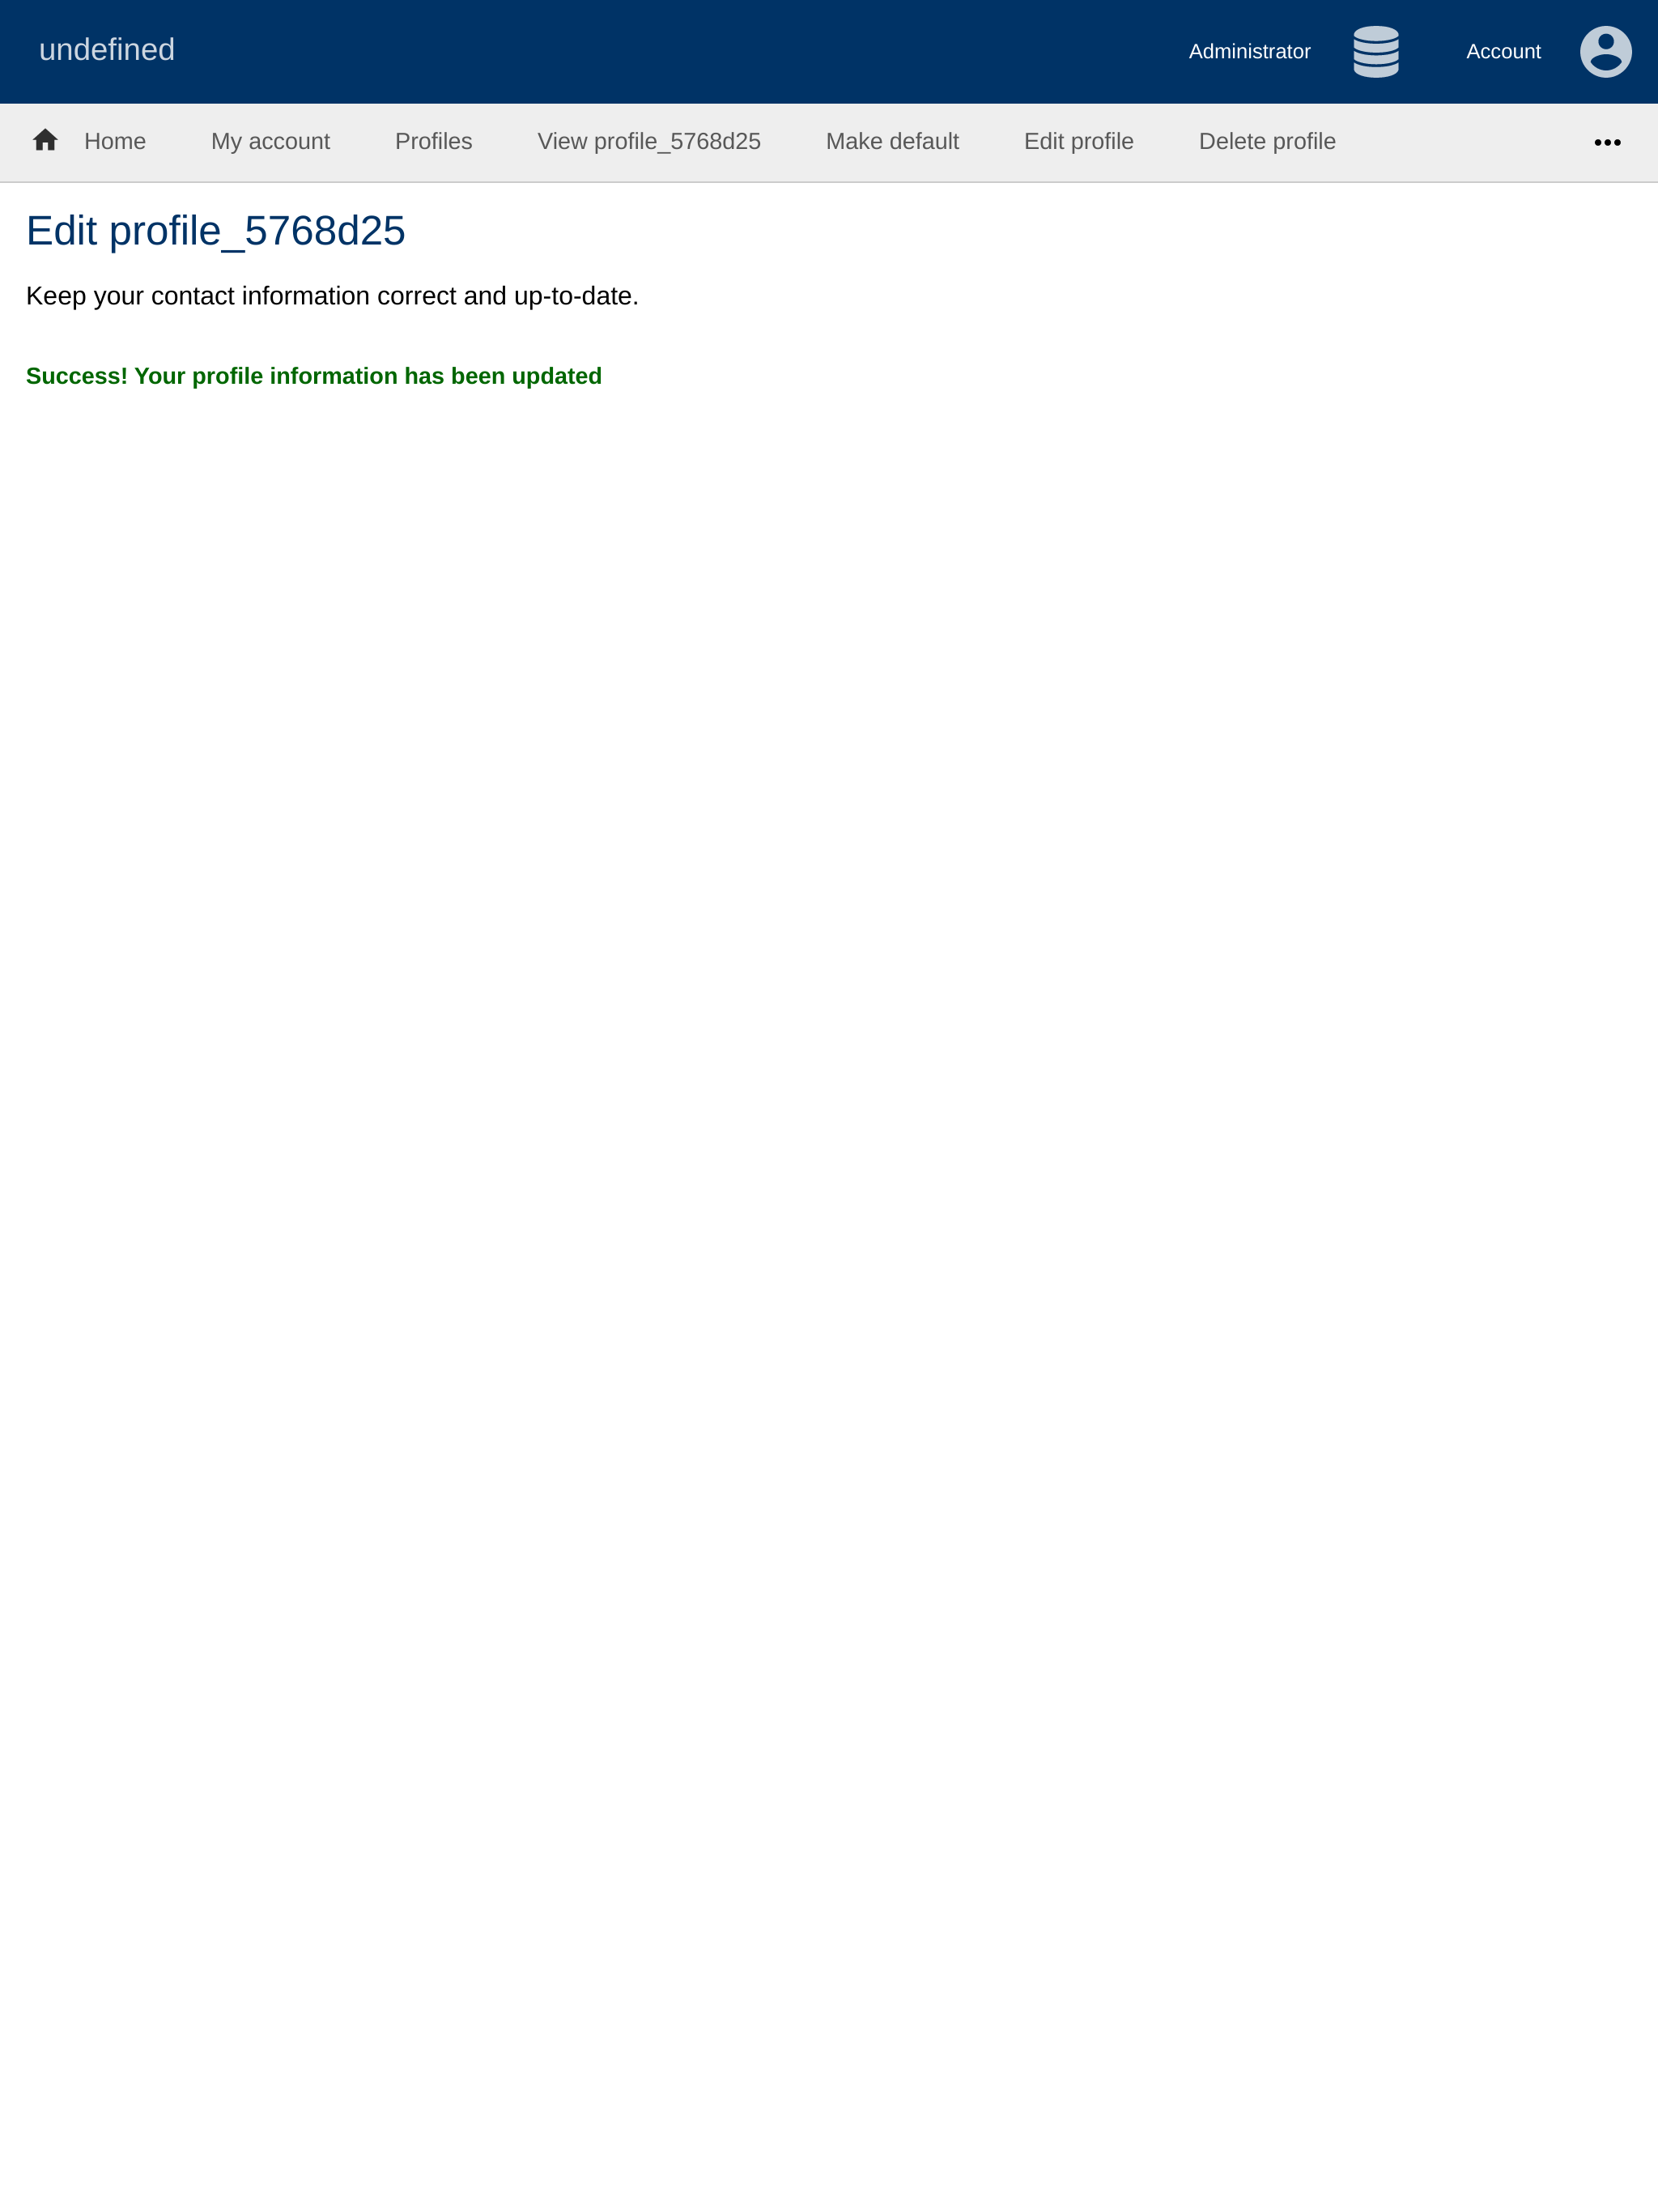 undefined
Administrator
Account
Home
My account
Profiles
View profile_5768d25
Make default
Edit profile
Delete profile
Edit profile_5768d25
Keep your contact information correct and up-to-date.
Success! Your profile information has been updated